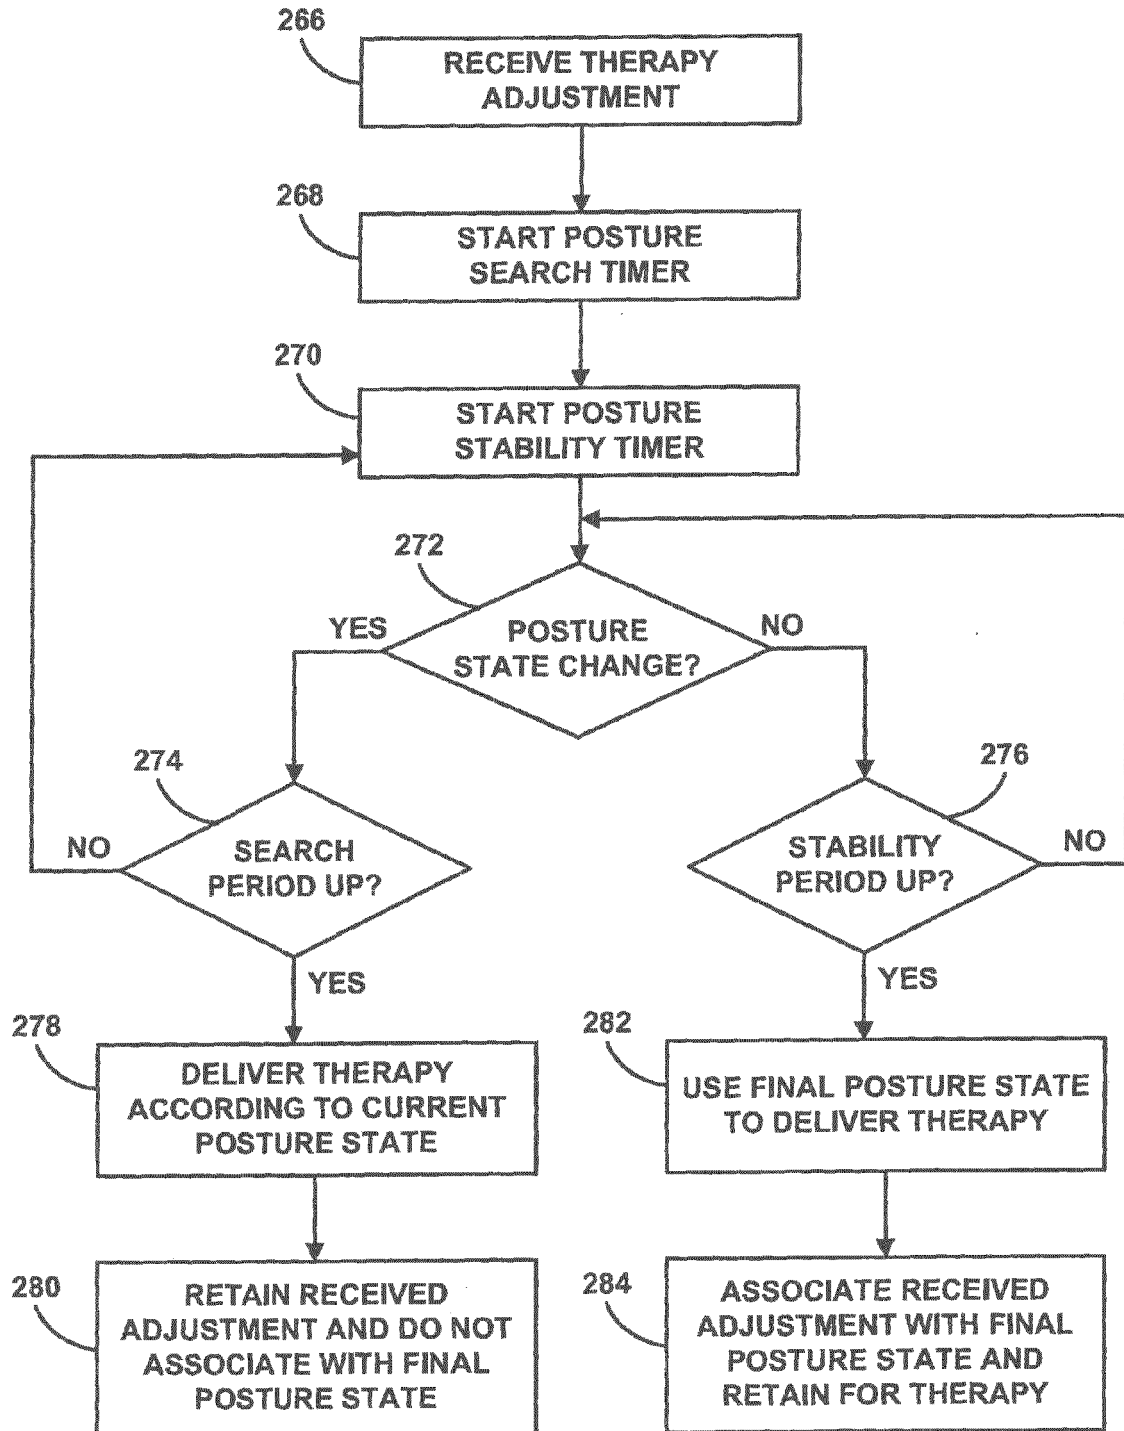 266
RECEIVE THERAPY
ADJUSTMENT
268
START POSTURE
SEARCH TIMER
270
START POSTURE
STABILITY TIMER
272
YES
POSTURE
STATE CHANGE?
NO
274
NO
SEARCH
PERIOD UP?
YES
276
STABILITY
PERIOD UP?
NO
YES
278
DELIVER THERAPY
ACCORDING TO CURRENT
POSTURE STATE
282
USE FINAL POSTURE STATE
TO DELIVER THERAPY
280
RETAIN RECEIVED
ADJUSTMENT AND DO NOT
ASSOCIATE WITH FINAL
POSTURE STATE
284
ASSOCIATE RECEIVED
ADJUSTMENT WITH FINAL
POSTURE STATE AND
RETAIN FOR THERAPY